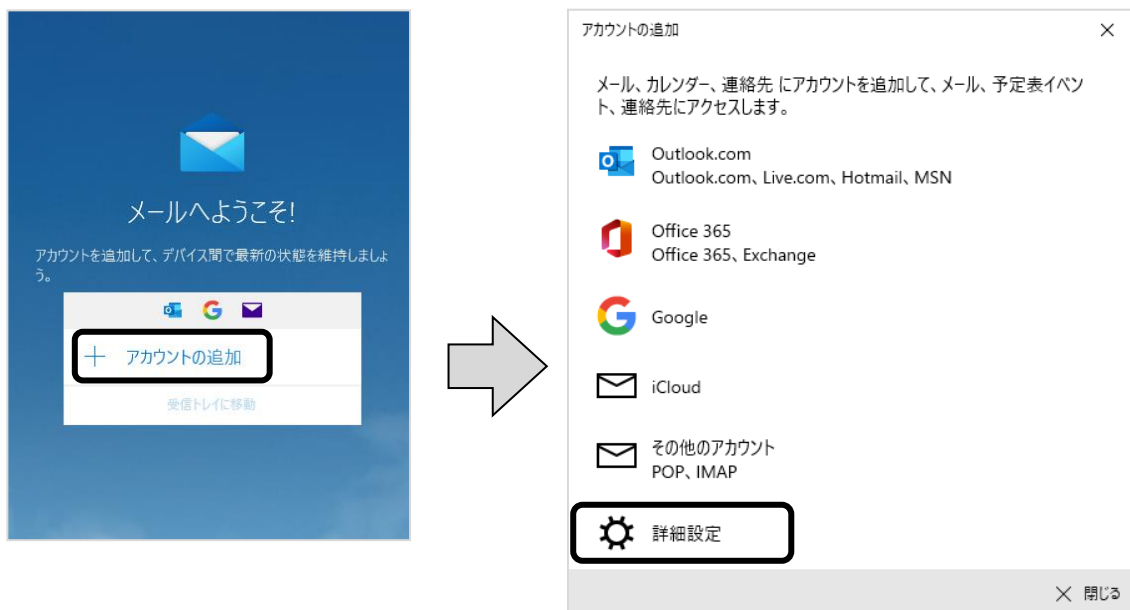 メールへようこそ!
アカウントを追加して、デバイス間で最新の状態を維持しましょ
う。
アカウントの追加
受信トレイに移動
アカウントの追加
メール、カレンダー、連絡先 にアカウントを追加して、メール、予定表イベン
ト、連絡先にアクセスします。
Outlook.com
Outlook.com、Live.com、Hotmail、MSN
Office 365
Office 365、Exchange
Google
iCloud
その他のアカウント
POP、IMAP
詳細設定
閉じる